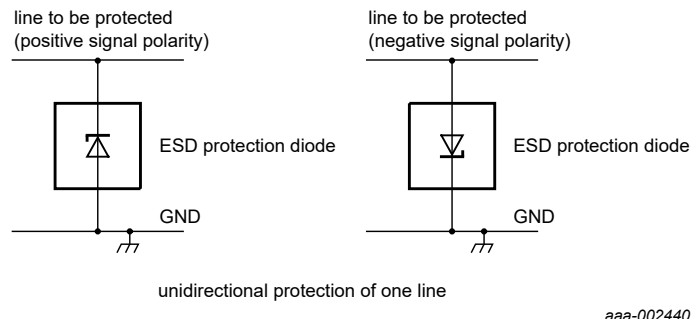 line to be protected
(positive signal polarity)
ESD protection diode
GND
line to be protected
(negative signal polarity)
ESD protection diode
GND
unidirectional protection of one line
aaa-002440